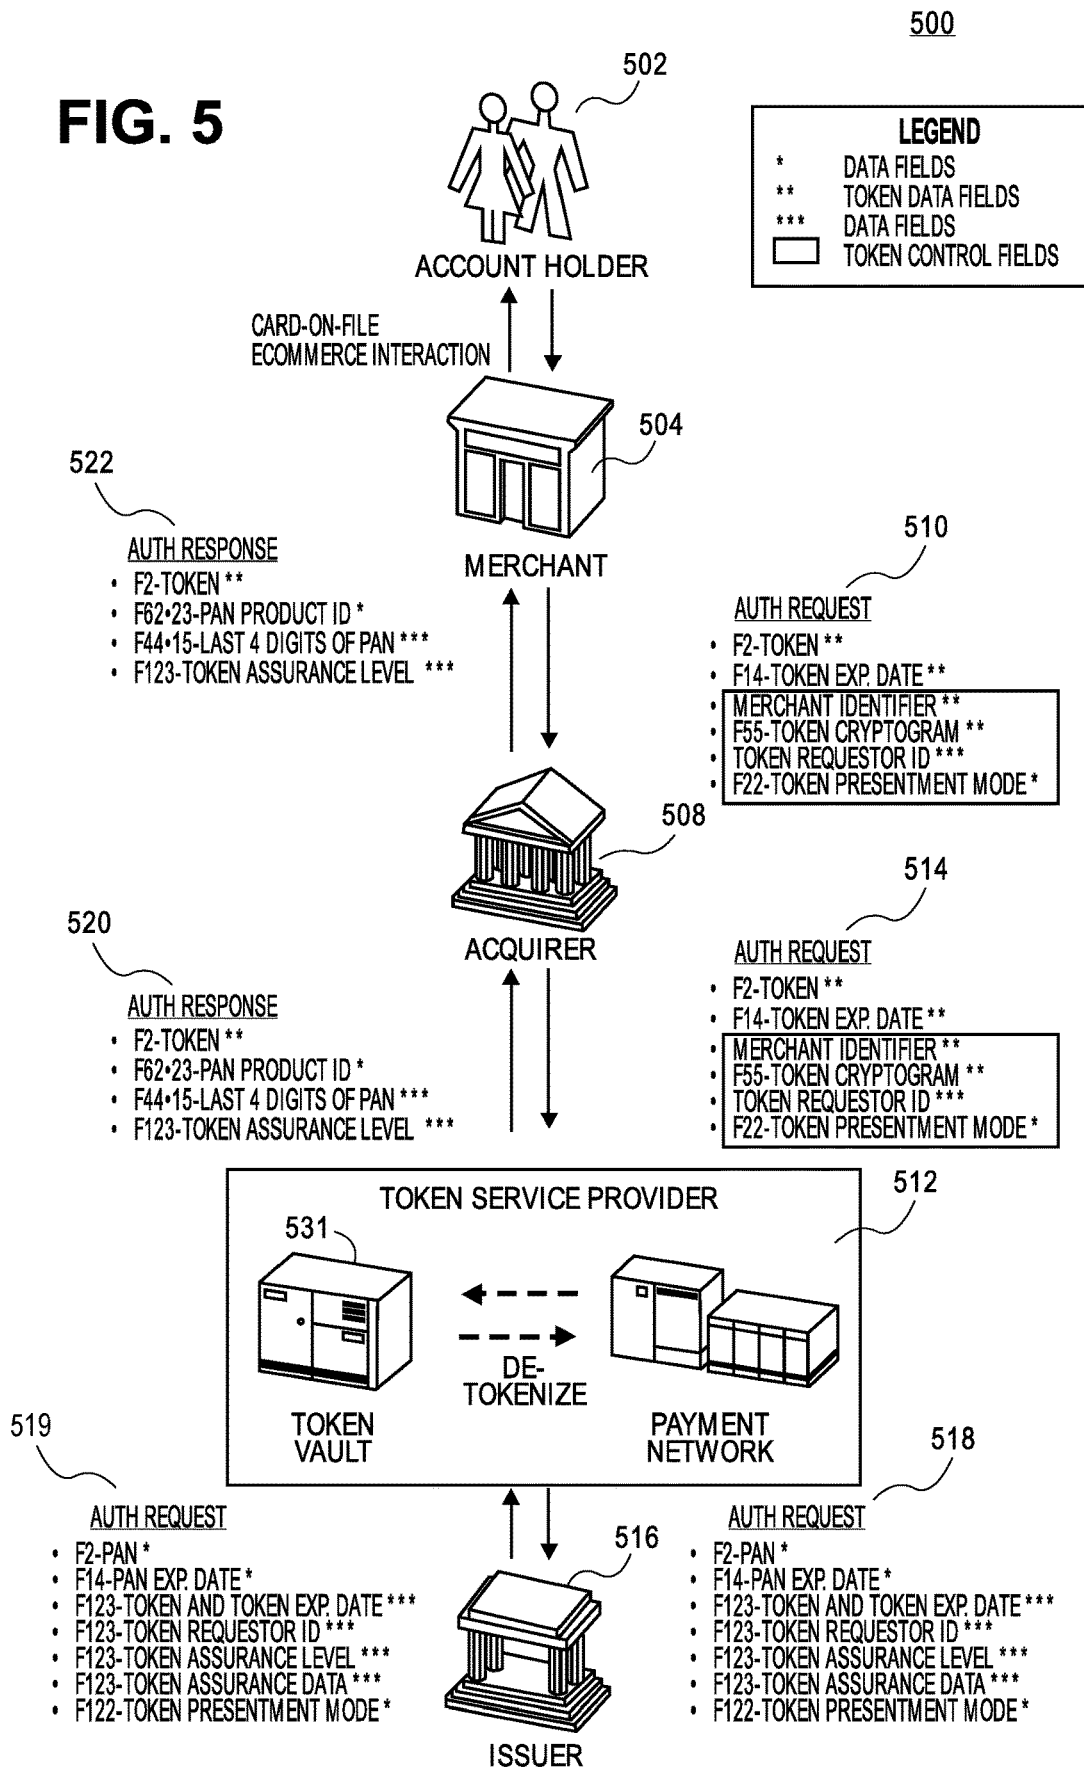 500
FIG. 5
502
LEGEND
* DATA FIELDS
** TOKEN DATA FIELDS
*** DATA FIELDS
TOKEN CONTROL FIELDS
ACCOUNT HOLDER
CARD-ON-FILE
ECOMMERCE INTERACTION
504
MERCHANT
522
AUTH RESPONSE
• F2-TOKEN **
• F62•23-PAN PRODUCT ID *
• F44•15-LAST 4 DIGITS OF PAN ***
• F123-TOKEN ASSURANCE LEVEL ***
510
AUTH REQUEST
• F2-TOKEN **
• F14-TOKEN EXP. DATE **
• MERCHANT IDENTIFIER **
• F55-TOKEN CRYPTOGRAM **
• TOKEN REQUESTOR ID ***
• F22-TOKEN PRESENTMENT MODE *
508
ACQUIRER
520
AUTH RESPONSE
• F2-TOKEN **
• F62•23-PAN PRODUCT ID *
• F44•15-LAST 4 DIGITS OF PAN ***
• F123-TOKEN ASSURANCE LEVEL ***
514
AUTH REQUEST
• F2-TOKEN **
• F14-TOKEN EXP. DATE **
• MERCHANT IDENTIFIER **
• F55-TOKEN CRYPTOGRAM **
• TOKEN REQUESTOR ID ***
• F22-TOKEN PRESENTMENT MODE *
TOKEN SERVICE PROVIDER
512
531
DE-
TOKENIZE
TOKEN
VAULT
PAYMENT
NETWORK
519
AUTH REQUEST
• F2-PAN *
• F14-PAN EXP. DATE *
• F123-TOKEN AND TOKEN EXP. DATE ***
• F123-TOKEN REQUESTOR ID ***
• F123-TOKEN ASSURANCE LEVEL ***
• F123-TOKEN ASSURANCE DATA ***
• F122-TOKEN PRESENTMENT MODE *
518
AUTH REQUEST
• F2-PAN *
• F14-PAN EXP. DATE *
• F123-TOKEN AND TOKEN EXP. DATE ***
• F123-TOKEN REQUESTOR ID ***
• F123-TOKEN ASSURANCE LEVEL ***
• F123-TOKEN ASSURANCE DATA ***
• F122-TOKEN PRESENTMENT MODE *
516
ISSUER